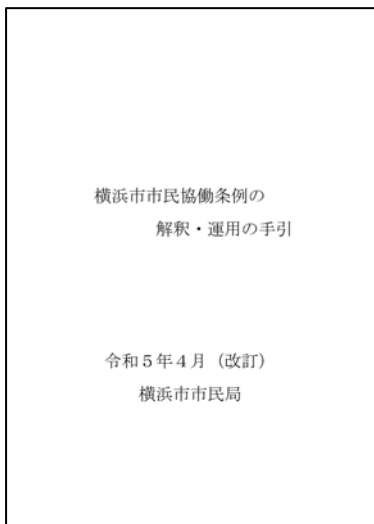 横浜市市民協働条例の
解釈・運用の手引
令和５年４月（改訂）
横浜市市民局